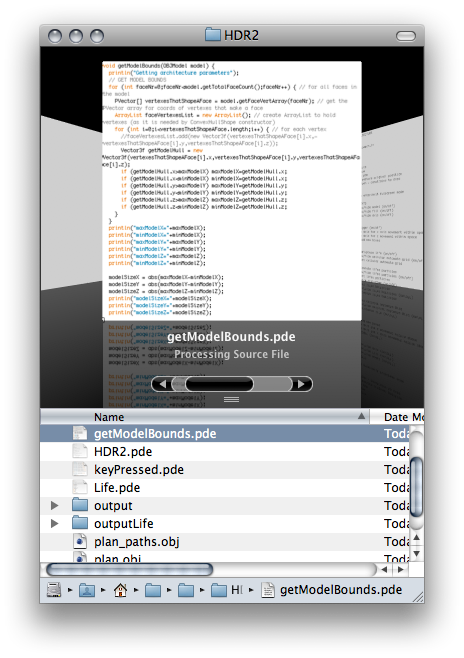 HDR2
void getModelBounds(OBJModel model) {
println("Getting architecture parameters");
// GET MODEL BOUNDS
for (int faceNr=0;faceNr<model.getTotalFaceCount();faceNr++) { // for all faces in
the model
PVector[] vertexesThatShapeAFace = model.getFaceVertArray(faceNr); // get the
PVector array for coords of vertexes that make a face
ArrayList faceVertexesList = new ArrayList(); // create ArrayList to hold
vertexes (as it is needed by ConvexHullShape constructor)
for (int i=0;i<vertexesThatShapeAFace.length;i++) { // for each vertex
//faceVertexesList.add(new Vector3f(vertexesThatShapeAFace[i].x,-
vertexesThatShapeAFace[i].y,vertexesThatShapeAFace[i].z));
Vector3f getModelHull = new
Vector3f(vertexesThatShapeAFace[i].x,vertexesThatShapeAFace[i].y,vertexesThatShapeAF
ace[i].z);
if (getModelHull.x>maxModelX) maxModelX=getModelHull.x;
if (getModelHull.x<minModelX) minModelX=getModelHull.x;
if (getModelHull.y>maxModelY) maxModelY=getModelHull.y;
if (getModelHull.y<minModelY) minModelY=getModelHull.y;
if (getModelHull.z>maxModelZ) maxModelZ=getModelHull.z;
if (getModelHull.z<minModelZ) minModelZ=getModelHull.z;
}
}
println("maxModelX="+maxModelX);
println("minModelX="+minModelX);
println("maxModelY="+maxModelY);
println("minModelY="+minModelY);
println("maxModelZ="+maxModelZ);
println("minModelZ="+minModelZ);
modelSizeX = abs(maxModelX-minModelX);
modelSizeY = abs(maxModelY-minModelY);
modelSizeZ = abs(maxModelZ-minModelZ);
println("modelSizeX="+modelSizeX);
println("modelSizeY="+modelSizeY);
println("modelSizeZ="+modelSizeZ);
}
getModelBounds.pde
Processing Source File
Name Date Mo
getModelBounds.pde Toda
HDR2.pde Toda
keyPressed.pde Toda
Life.pde Toda
output Toda
outputLife Toda
plan_paths.obj Toda
plan.obj Toda
getModelBounds.pde